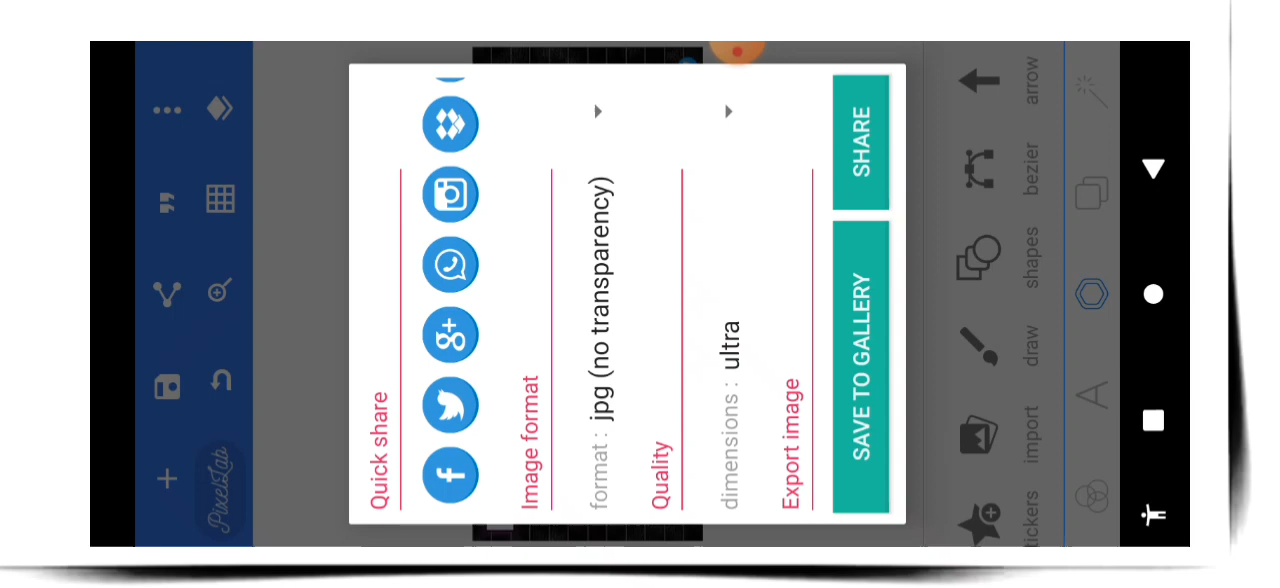 PixelLab
Quick share
Image format
format : jpg (no transparency)
Quality
dimensions : ultra
Export image
SAVE TO GALLERY
SHARE
tickers
import
draw
shapes
bezier
arrow